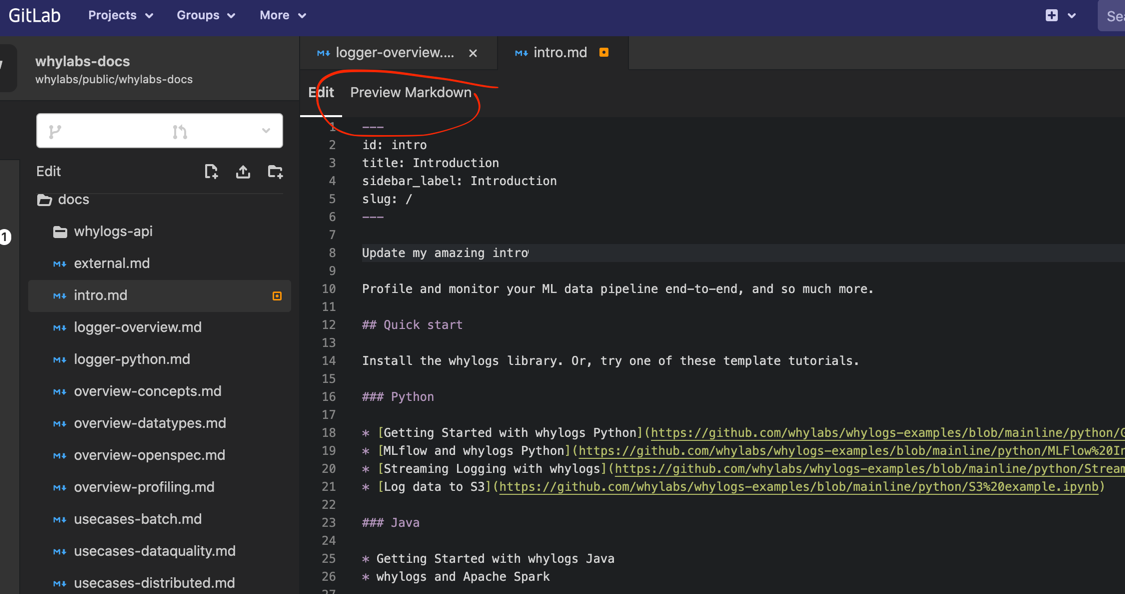 GitLab Projects Groups More Sea
whylabs-docs
whylabs/public/whylabs-docs
Edit
docs
whylogs-api
external.md
intro.md
logger-overview.md
logger-python.md
overview-concepts.md
overview-datatypes.md
overview-openspec.md
overview-profiling.md
usecases-batch.md
usecases-dataquality.md
usecases-distributed.md
1
logger-overview.... × intro.md
Edit Preview Markdown
1 ---
2 id: intro
3 title: Introduction
4 sidebar_label: Introduction
5 slug: /
6 ---
7
8 Update my amazing intro
9
10 Profile and monitor your ML data pipeline end-to-end, and so much more.
11
12 ## Quick start
13
14 Install the whylogs library. Or, try one of these template tutorials.
15
16 ### Python
17
18 * [Getting Started with whylogs Python](https://github.com/whylabs/whylogs-examples/blob/mainline/python/G
19 * [MLflow and whylogs Python](https://github.com/whylabs/whylogs-examples/blob/mainline/python/MLFlow%20In
20 * [Streaming Logging with whylogs](https://github.com/whylabs/whylogs-examples/blob/mainline/python/Stream
21 * [Log data to S3](https://github.com/whylabs/whylogs-examples/blob/mainline/python/S3%20example.ipynb)
22
23 ### Java
24
25 * Getting Started with whylogs Java
26 * whylogs and Apache Spark
27